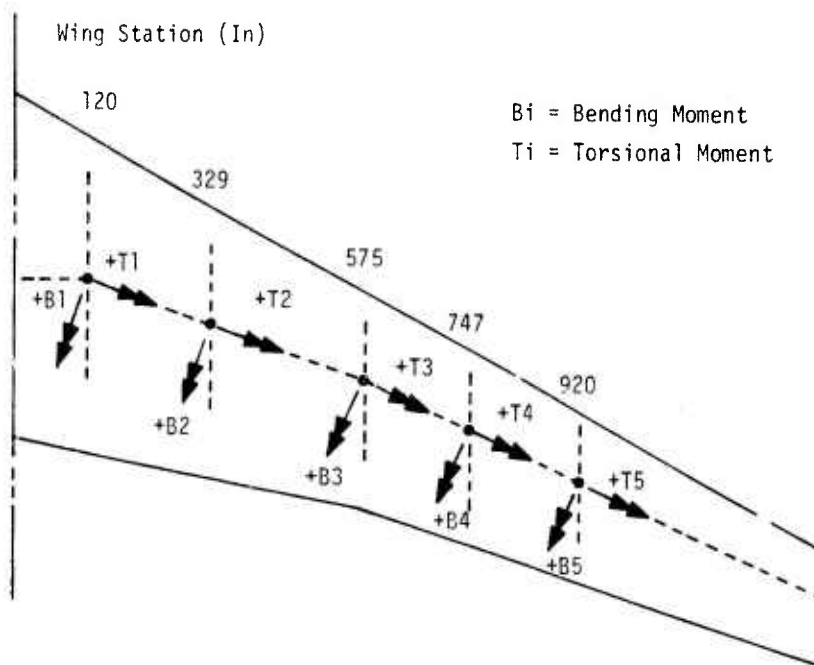 Wing Station (In)
120
Bi = Bending Moment
Ti = Torsional Moment
329
575
747
920
+T1
+B1
+T2
+B2
+T3
+B3
+T4
+B4
+T5
+B5